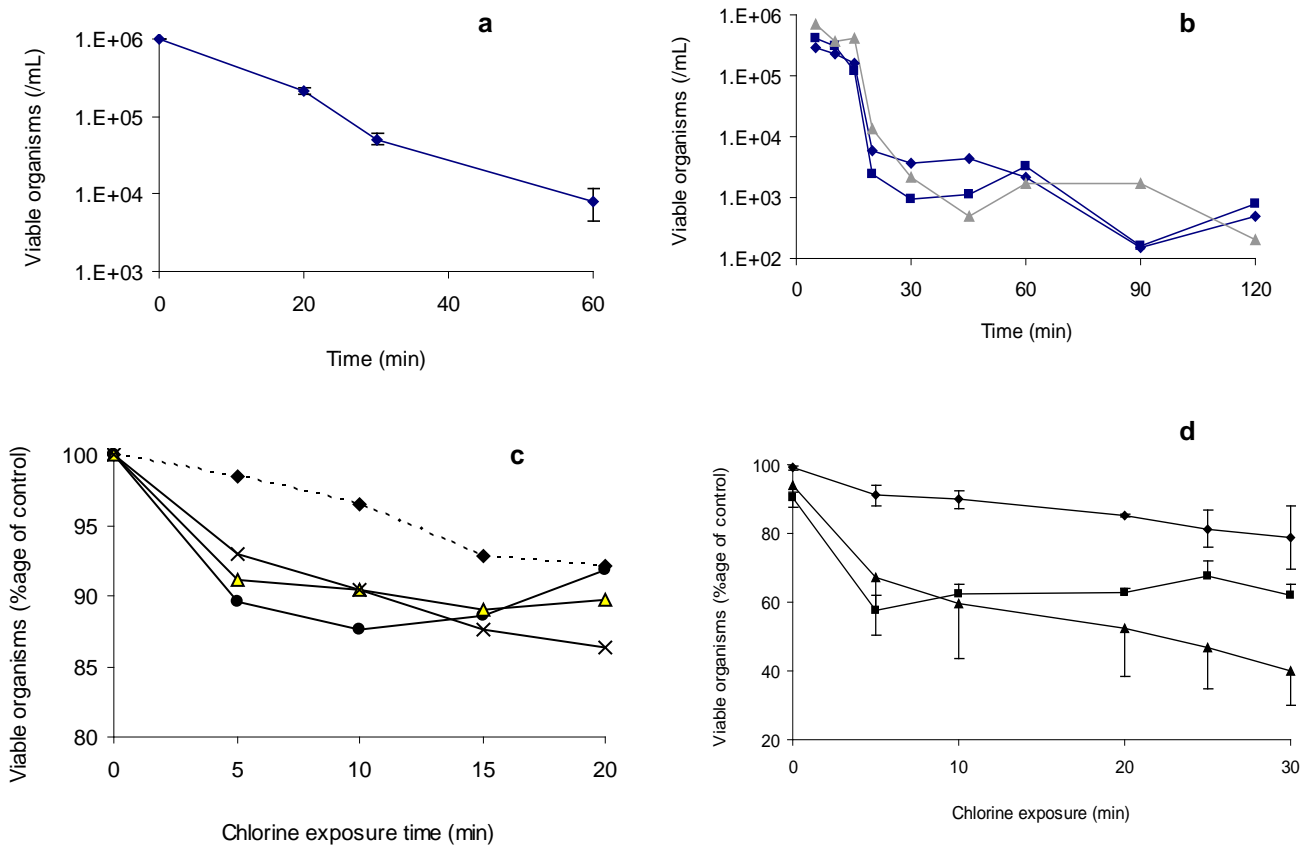 a
Viable organisms (/mL)
1.E+06
1.E+05
1.E+04
1.E+03
0
20
40
60
Time (min)
b
Viable organisms (/mL)
1.E+06
1.E+05
1.E+04
1.E+03
1.E+02
0
30
60
90
120
Time (min)
c
Viable organisms (%age of control)
100
95
90
85
80
0
5
10
15
20
Chlorine exposure time (min)
d
Viable organisms (%age of control)
100
80
60
40
20
0
10
20
30
Chlorine exposure (min)